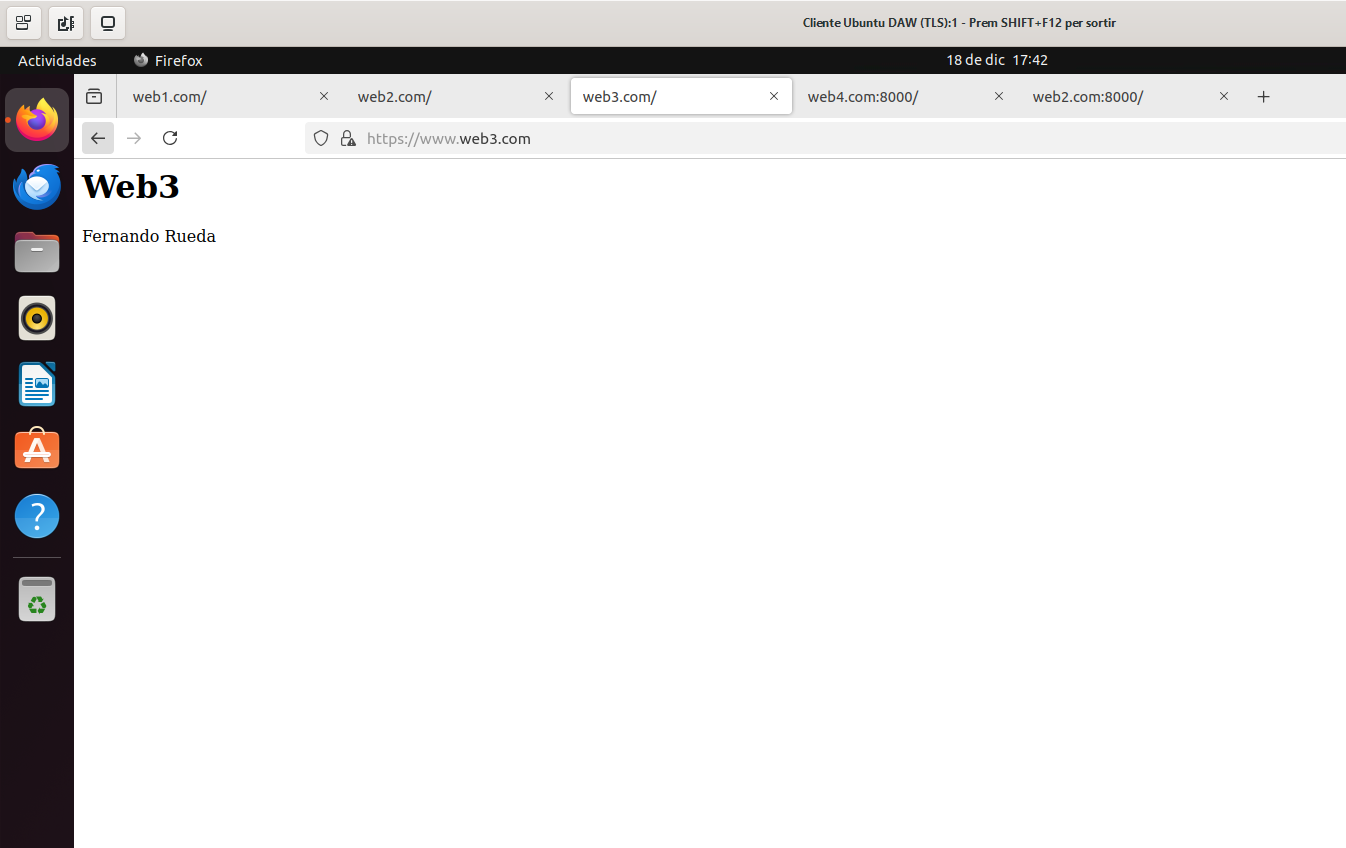 Cliente Ubuntu DAW (TLS):1 - Prem SHIFT+F12 per sortir
Actividades Firefox 18 de dic 17:42
web1.com/ web2.com/ web3.com/ web4.com:8000/ web2.com:8000/
https://www.web3.com
Web3
Fernando Rueda